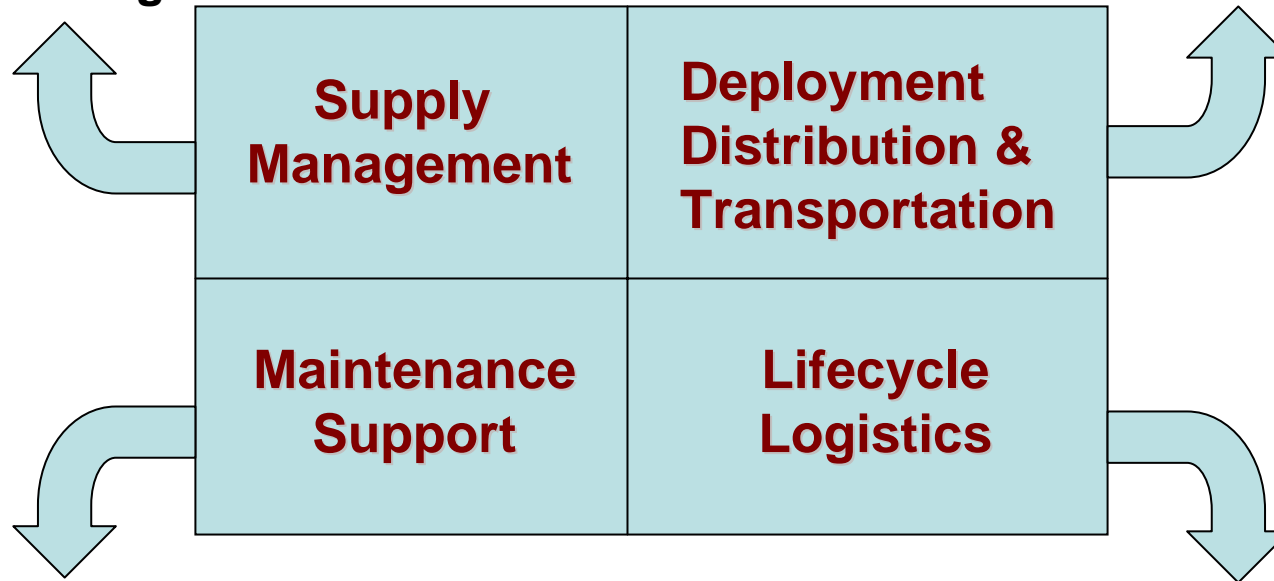 Supply
Management
Deployment
Distribution &
Transportation
Maintenance
Support
Lifecycle
Logistics